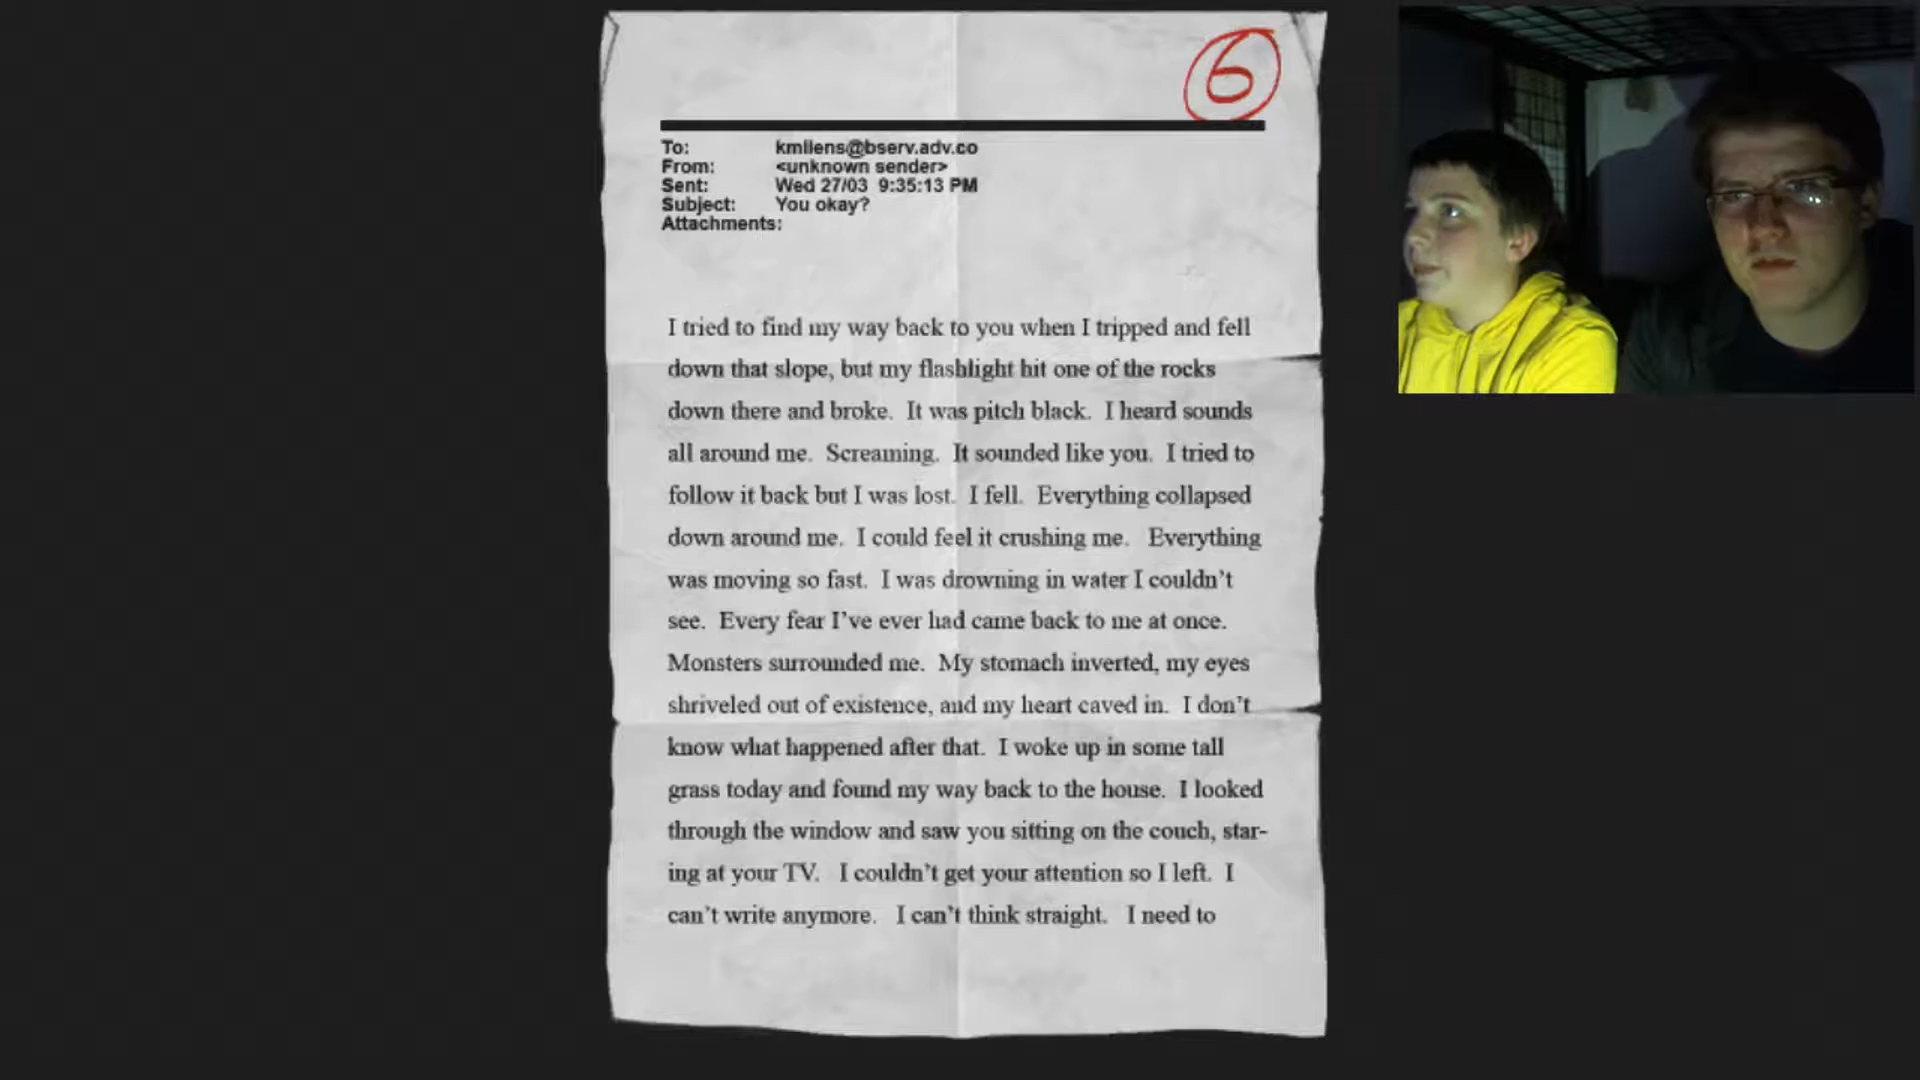 6
To: kmllens@bserv.adv.co
From: <unknown sender>
Sent: Wed 27/03 9:35:13 PM
Subject: You okay?
Attachments:
I tried to find my way back to you when I tripped and fell
down that slope, but my flashlight hit one of the rocks
down there and broke. It was pitch black. I heard sounds
all around me. Screaming. It sounded like you. I tried to
follow it back but I was lost. I fell. Everything collapsed
down around me. I could feel it crushing me. Everything
was moving so fast. I was drowning in water I couldn't
see. Every fear I've ever had came back to me at once.
Monsters surrounded me. My stomach inverted, my eyes
shriveled out of existence, and my heart caved in. I don't
know what happened after that. I woke up in some tall
grass today and found my way back to the house. I looked
through the window and saw you sitting on the couch, star-
ing at your TV. I couldn't get your attention so I left. I
can't write anymore. I can't think straight. I need to